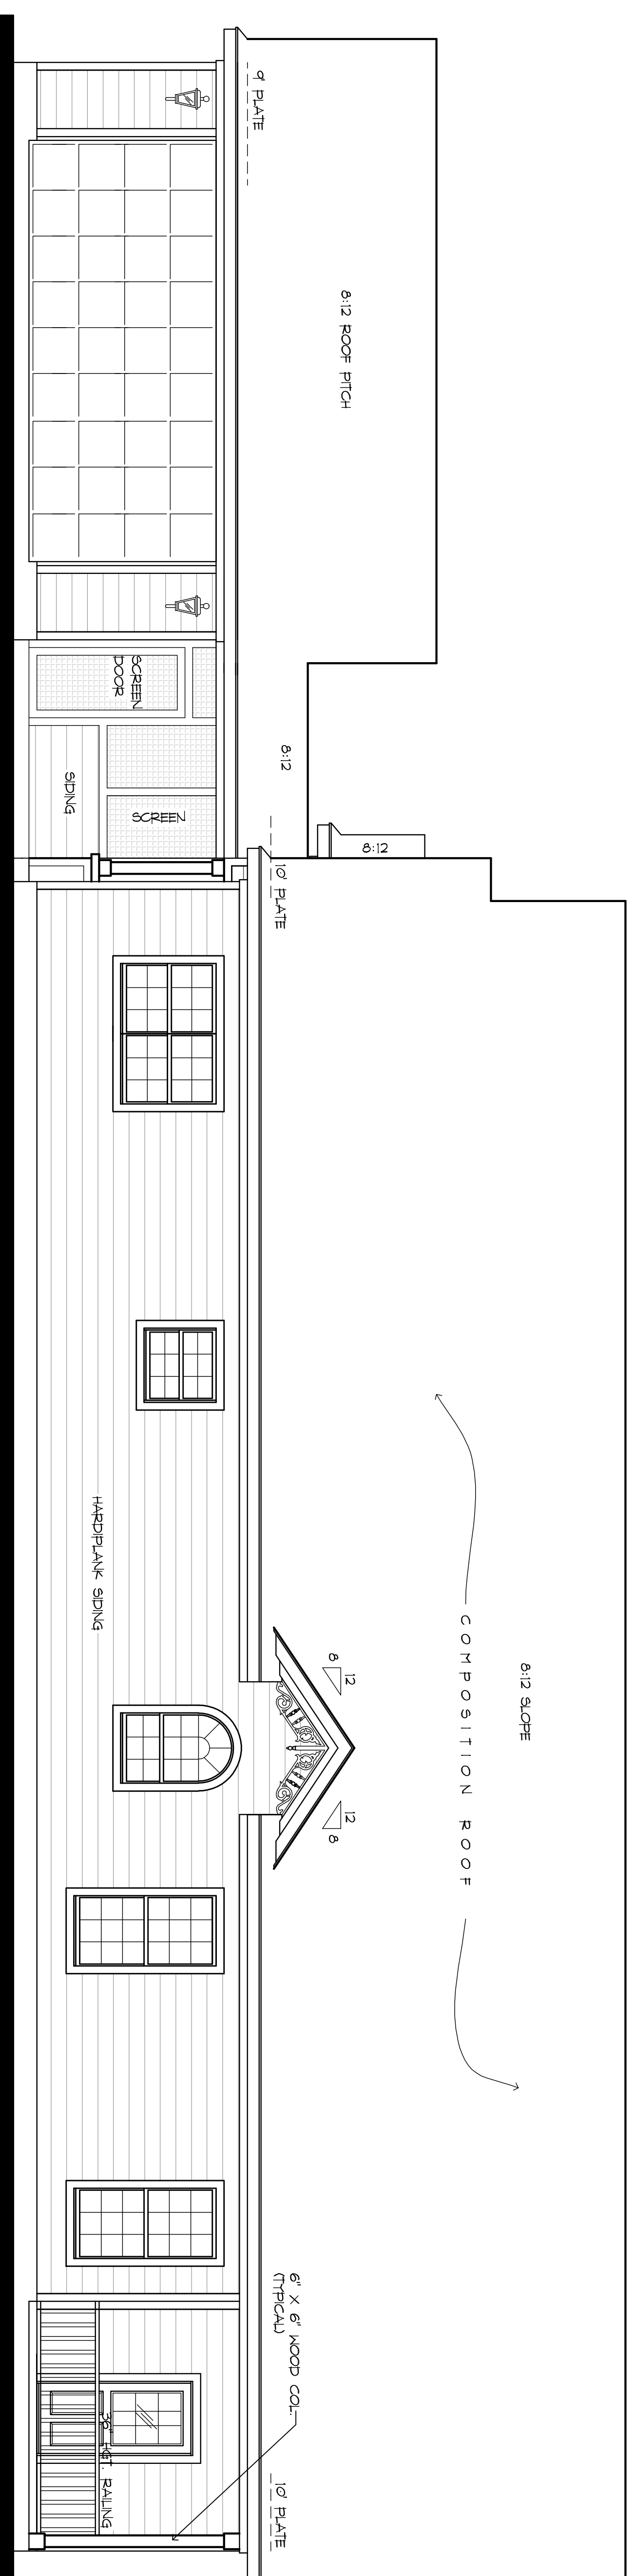 9' PLATE
8:12 ROOF PITCH
SCREEN
DOOR
SIDING
SCREEN
8:12
8:12
10' PLATE
HARDIPLANK SIDING
8
12
12
8
8:12 SLOPE
COMPOSITION ROOF
6" X 6" WOOD COL.
(TYPICAL)
36" HGT. RAILING
10' PLATE